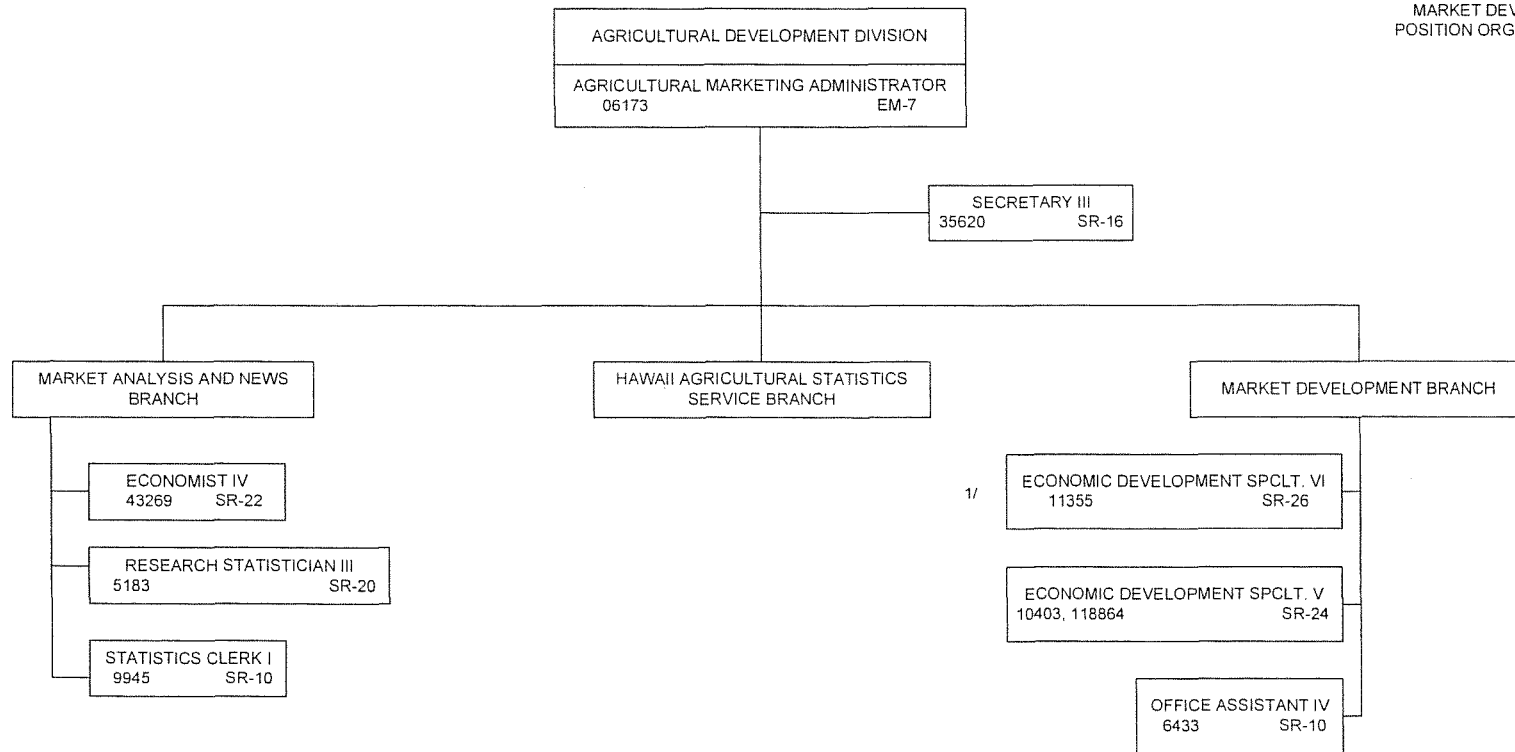 MARKET DEV
POSITION ORG
AGRICULTURAL DEVELOPMENT DIVISION
AGRICULTURAL MARKETING ADMINISTRATOR
06173 EM-7
SECRETARY III
35620 SR-16
MARKET ANALYSIS AND NEWS
BRANCH
HAWAII AGRICULTURAL STATISTICS
SERVICE BRANCH
MARKET DEVELOPMENT BRANCH
ECONOMIST IV
43269 SR-22
RESEARCH STATISTICIAN III
5183 SR-20
STATISTICS CLERK I
9945 SR-10
1/
ECONOMIC DEVELOPMENT SPCLT. VI
11355 SR-26
ECONOMIC DEVELOPMENT SPCLT. V
10403, 118864 SR-24
OFFICE ASSISTANT IV
6433 SR-10